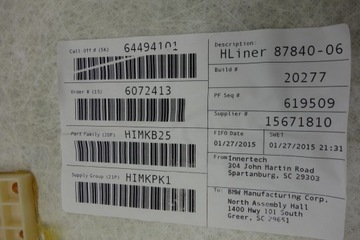 Call-Off # (5K) 64494101
Order # (15) 6072413
Part Family (20P) HIMKB25
Supply Group (21P) HIMKPK1
Description:
HLiner 87840-06
Build #
20277
PF Seq #
619509
Supplier #
15671810
FIFO Date SWET
01/27/2015 01/27/2015 21:31
From Innertech
304 John Martin Road
Spartanburg, SC 29303
To: BMW Manufacturing Corp.
North Assembly Hall
1400 Hwy 101 South
Greer, SC 29651